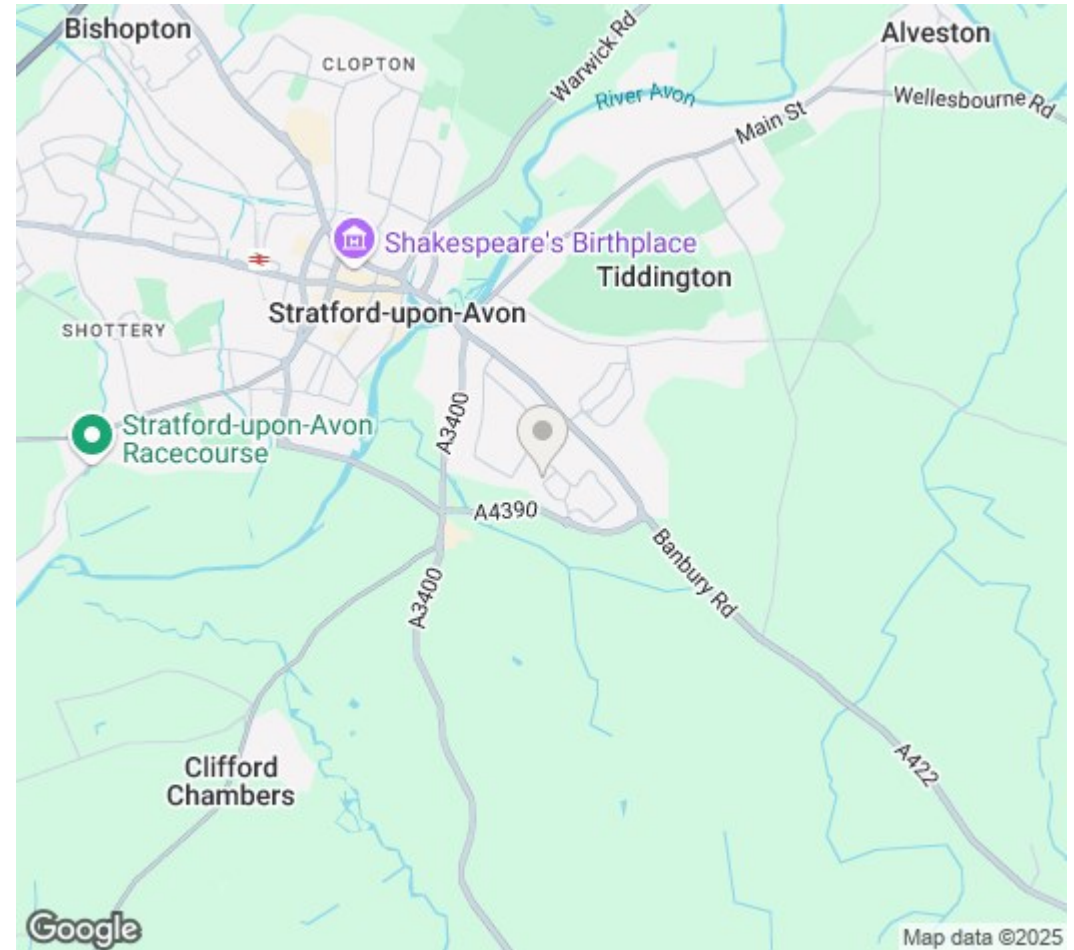 Bishopton
Alveston
CLOPTON
Warwick Rd
River Avon
Wellesbourne Rd
Main St
Shakespeare's Birthplace
Tiddington
Stratford-upon-Avon
SHOTTERY
Stratford-upon-Avon
Racecourse
A3400
A4390
Banbury Rd
A3400
Clifford
Chambers
A422
Google
Map data ©2025